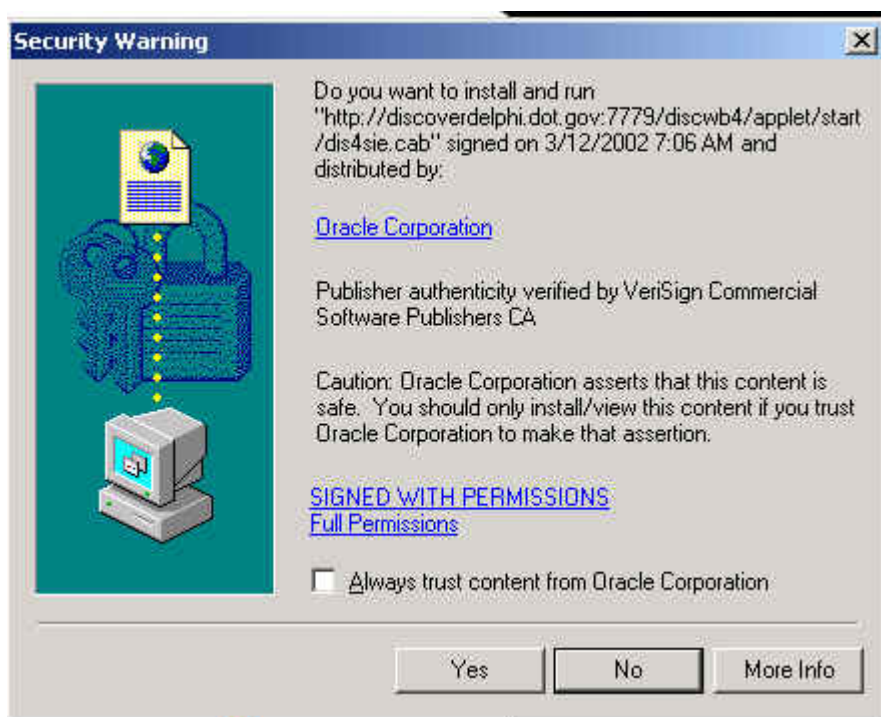 Security Warning
Do you want to install and run
"http://discoverdelphi.dot.gov:7779/discwb4/applet/start
/dis4sie.cab" signed on 3/12/2002 7:06 AM and
distributed by:
Oracle Corporation
Publisher authenticity verified by VeriSign Commercial
Software Publishers CA
Caution: Oracle Corporation asserts that this content is
safe. You should only install/view this content if you trust
Oracle Corporation to make that assertion.
SIGNED WITH PERMISSIONS
Full Permissions
Always trust content from Oracle Corporation
Yes No More Info